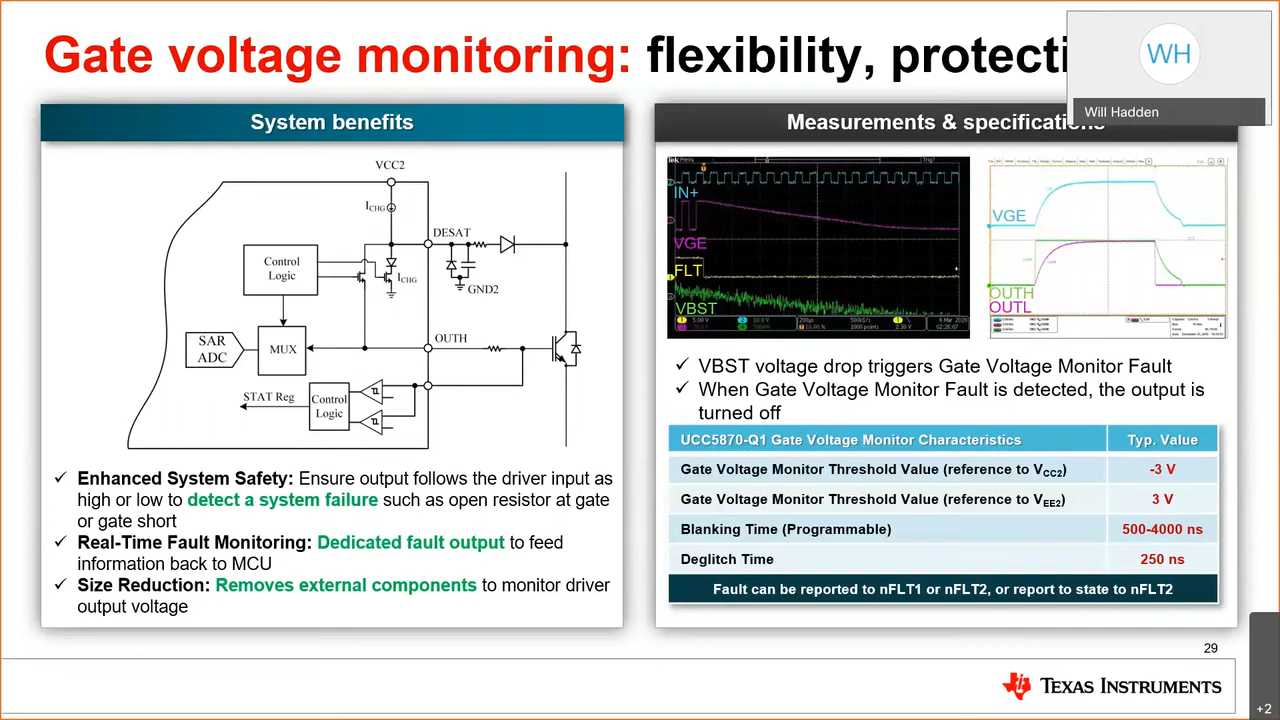 Gate voltage monitoring: flexibility, protecti
WH
Will Hadden
System benefits
VCC2
ICHG
DESAT
Control
Logic
ICHG
GND2
SAR
ADC
MUX
OUTH
STAT Reg
Control
Logic
✓ Enhanced System Safety: Ensure output follows the driver input as
high or low to detect a system failure such as open resistor at gate
or gate short
✓ Real-Time Fault Monitoring: Dedicated fault output to feed
information back to MCU
✓ Size Reduction: Removes external components to monitor driver
output voltage
Measurements & specifications
Tek PreVu
IN+
VGE
FLT
VBST
6 Mar 2020
02:26:07
VGE
OUTH
OUTL
✓ VBST voltage drop triggers Gate Voltage Monitor Fault
✓ When Gate Voltage Monitor Fault is detected, the output is
turned off
UCC5870-Q1 Gate Voltage Monitor Characteristics Typ. Value
Gate Voltage Monitor Threshold Value (reference to VCC2) -3 V
Gate Voltage Monitor Threshold Value (reference to VEE2) 3 V
Blanking Time (Programmable) 500-4000 ns
Deglitch Time 250 ns
Fault can be reported to nFLT1 or nFLT2, or report to state to nFLT2
29
TEXAS INSTRUMENTS
+2